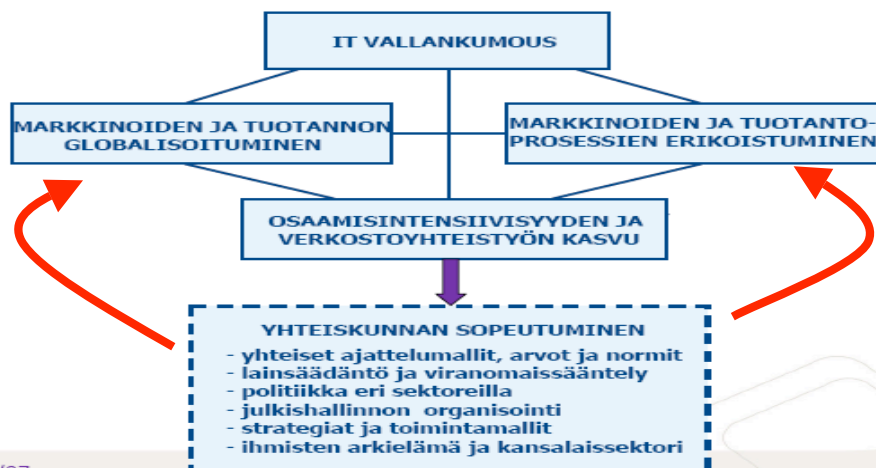 IT VALLANKUMOUS
MARKKINOIDEN JA TUOTANNON
GLOBALISOITUMINEN
MARKKINOIDEN JA TUOTANTO-
PROSESSIEN ERIKOISTUMINEN
OSAAMISINTENSIIVISYYDEN JA
VERKOSTOYHTEISTYÖN KASVU
YHTEISKUNNAN SOPEUTUMINEN
- yhteiset ajattelumallit, arvot ja normit
- lainsäädäntö ja viranomaissääntely
- politiikka eri sektoreilla
- julkishallinnon organisointi
- strategiat ja toimintamallit
- ihmisten arkielämä ja kansalaissektori